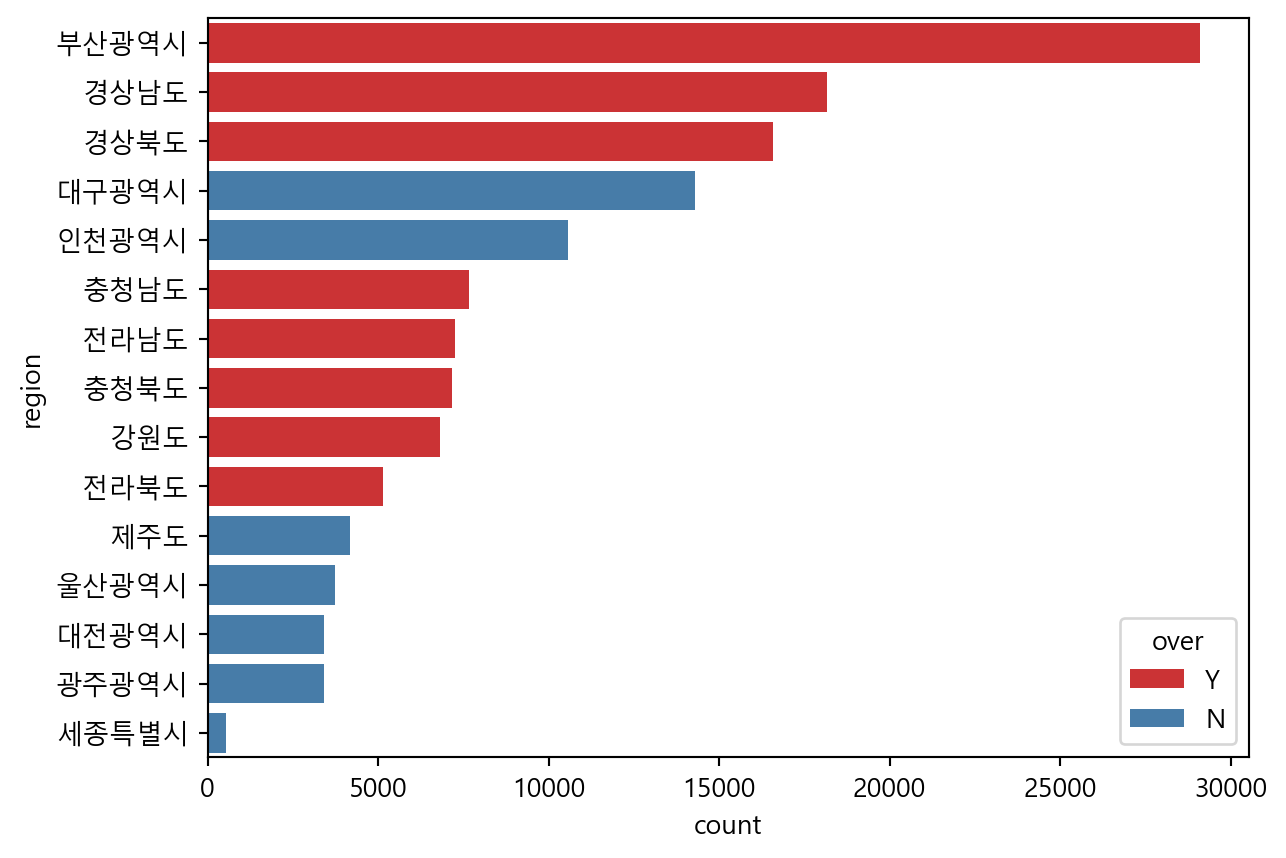 부산광역시
경상남도
경상북도
대구광역시
인천광역시
충청남도
전라남도
충청북도
강원도
전라북도
제주도
울산광역시
대전광역시
광주광역시
세종특별시
region
0 5000 10000 15000 20000 25000 30000
count
over
Y
N